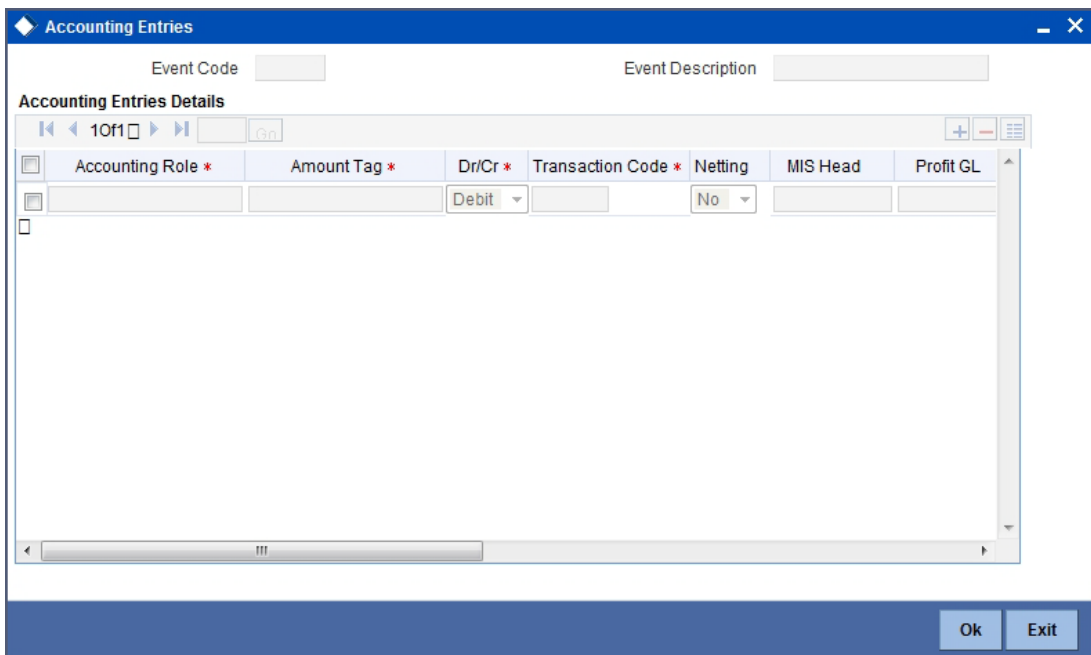 Accounting Entries
Event Code Event Description
Accounting Entries Details
1Of1 Go
Accounting Role * Amount Tag * Dr/Cr * Transaction Code * Netting MIS Head Profit GL
Debit No
Ok Exit